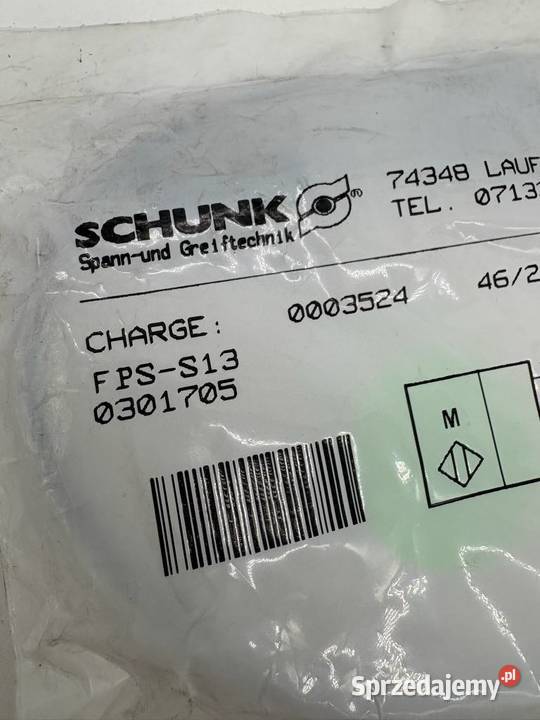 SCHUNK ®
Spann-und Greiftechnik
74348 LAUF
TEL. 0713
CHARGE: 0003524 46/2
FPS-S13
0301705
M
Sprzedajemy.pl